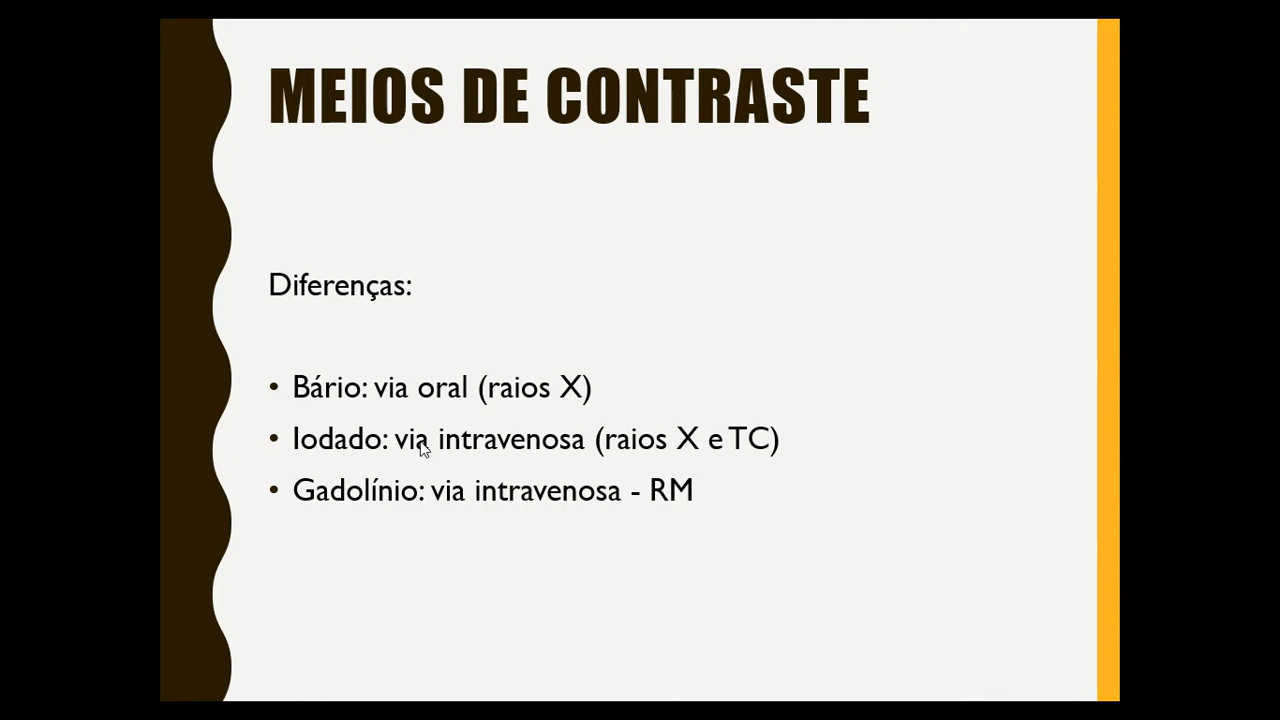 MEIOS DE CONTRASTE
Diferenças:
• Bário: via oral (raios X)
• Iodado: via intravenosa (raios X e TC)
• Gadolínio: via intravenosa - RM